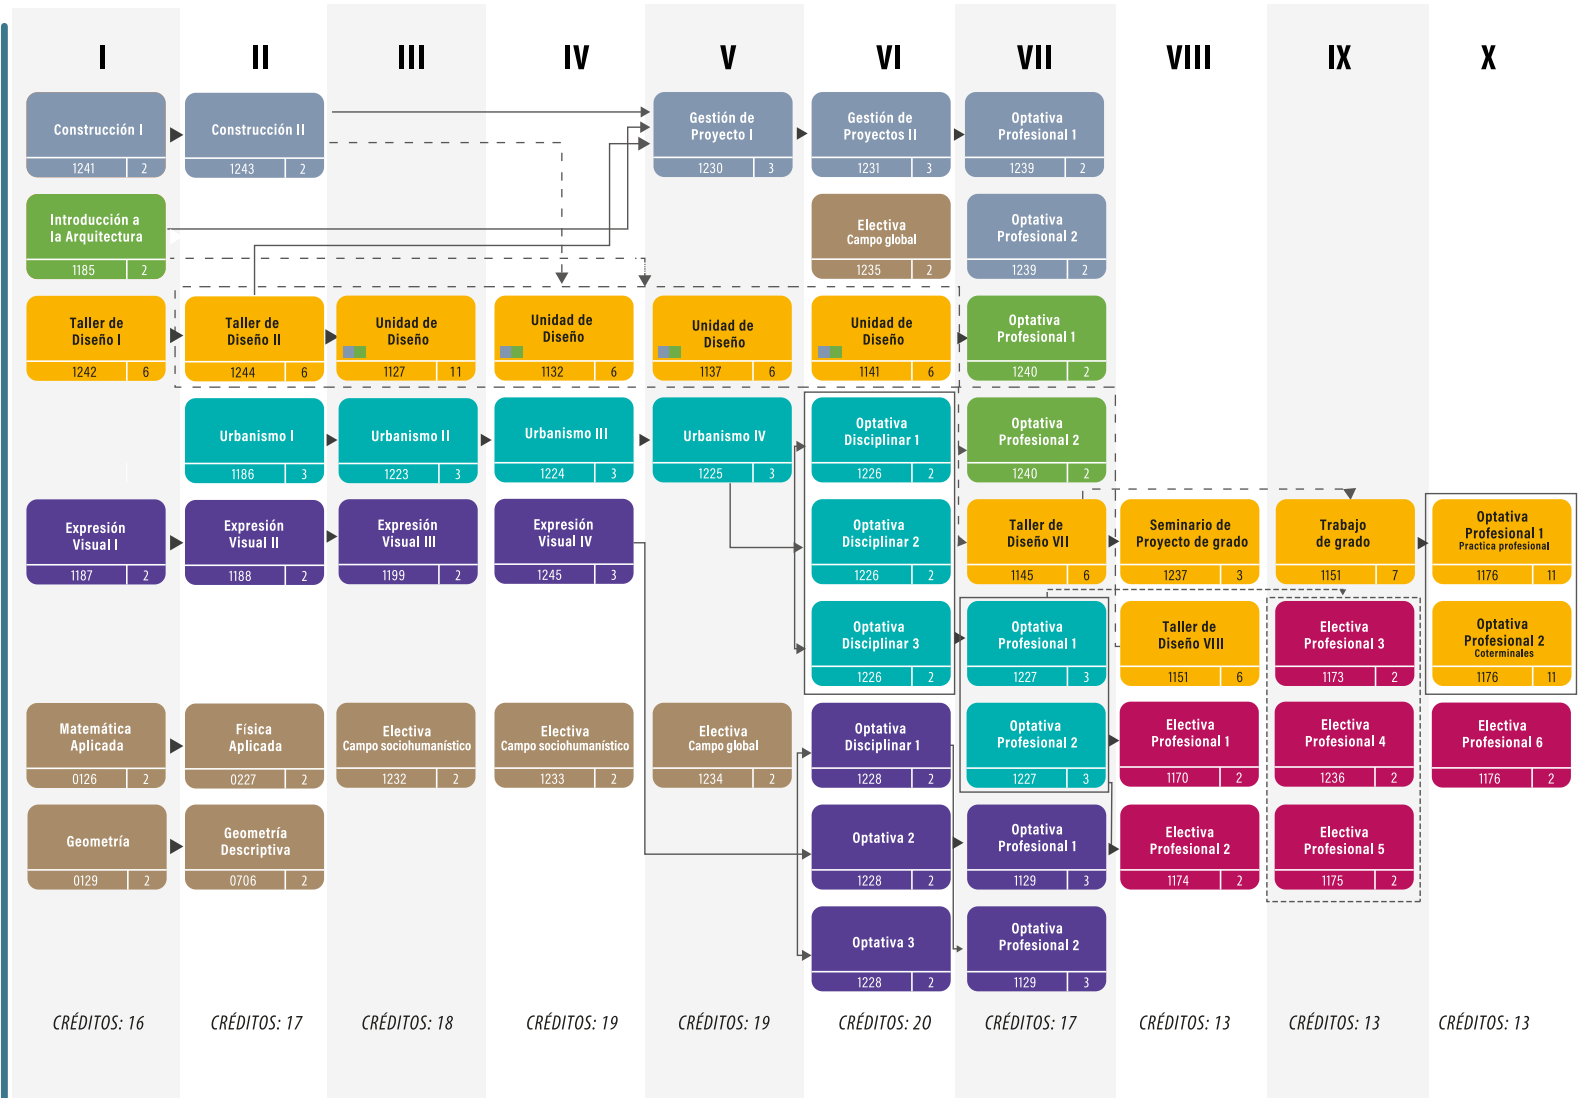 I II III IV V VI VII VIII IX X
Construcción I
1241 2
Construcción II
1243 2
Gestión de
Proyecto I
1230 3
Gestión de
Proyectos II
1231 3
Optativa
Profesional 1
1239 2
Introducción a
la Arquitectura
1185 2
Electiva
Campo global
1235 2
Optativa
Profesional 2
1239 2
Taller de
Diseño I
1242 6
Taller de
Diseño II
1244 6
Unidad de
Diseño
1127 11
Unidad de
Diseño
1132 6
Unidad de
Diseño
1137 6
Unidad de
Diseño
1141 6
Optativa
Profesional 1
1240 2
Urbanismo I
1186 3
Urbanismo II
1223 3
Urbanismo III
1224 3
Urbanismo IV
1225 3
Optativa
Disciplinar 1
1226 2
Optativa
Profesional 2
1240 2
Expresión
Visual I
1187 2
Expresión
Visual II
1188 2
Expresión
Visual III
1199 2
Expresión
Visual IV
1245 3
Optativa
Disciplinar 2
1226 2
Taller de
Diseño VII
1145 6
Seminario de
Proyecto de grado
1237 3
Trabajo
de grado
1151 7
Optativa
Profesional 1
Practica profesional
1176 11
Optativa
Disciplinar 3
1226 2
Optativa
Profesional 1
1227 3
Taller de
Diseño VIII
1151 6
Electiva
Profesional 3
1173 2
Optativa
Profesional 2
Coterminales
1176 11
Matemática
Aplicada
0126 2
Física
Aplicada
0227 2
Electiva
Campo sociohumanístico
1232 2
Electiva
Campo sociohumanístico
1233 2
Electiva
Campo global
1234 2
Optativa
Disciplinar 1
1228 2
Optativa
Profesional 2
1227 3
Electiva
Profesional 1
1170 2
Electiva
Profesional 4
1236 2
Electiva
Profesional 6
1176 2
Geometría
0129 2
Geometría
Descriptiva
0706 2
Optativa 2
1228 2
Optativa
Profesional 1
1129 3
Electiva
Profesional 2
1174 2
Electiva
Profesional 5
1175 2
Optativa 3
1228 2
Optativa
Profesional 2
1129 3
CRÉDITOS: 16 CRÉDITOS: 17 CRÉDITOS: 18 CRÉDITOS: 19 CRÉDITOS: 19 CRÉDITOS: 20 CRÉDITOS: 17 CRÉDITOS: 13 CRÉDITOS: 13 CRÉDITOS: 13